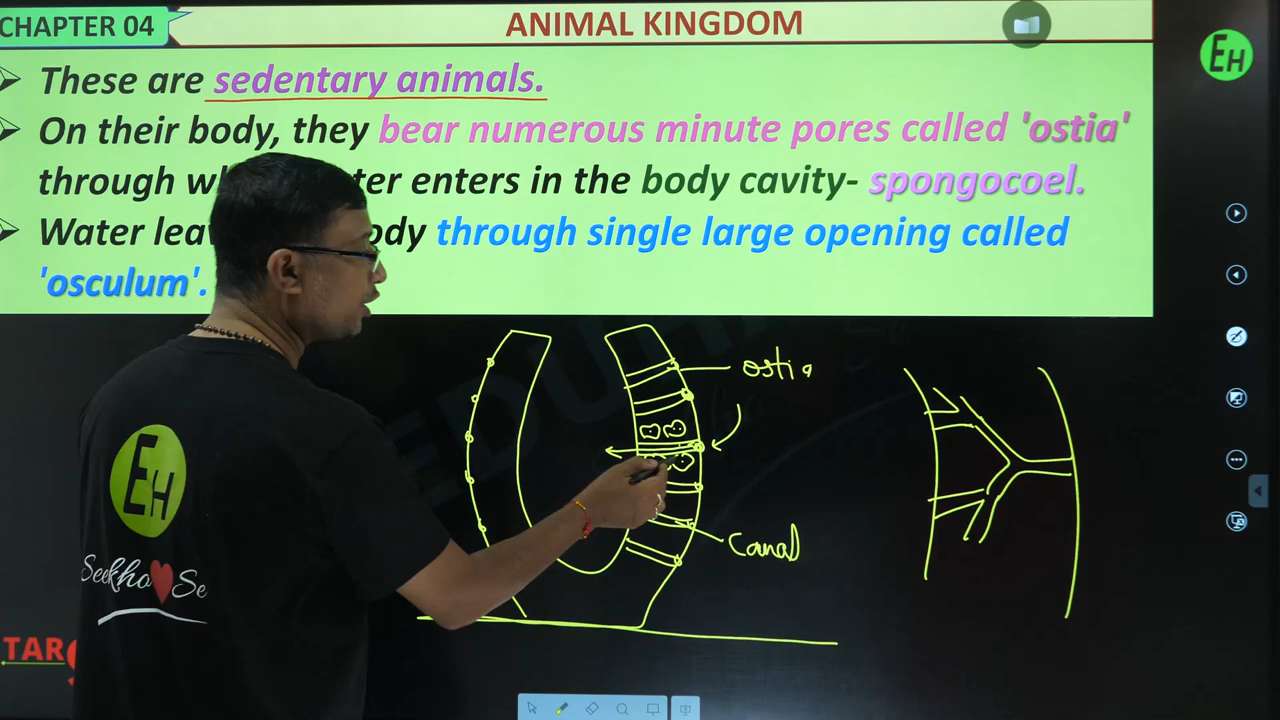 CHAPTER 04
ANIMAL KINGDOM
EH
These are sedentary animals.
On their body, they bear numerous minute pores called 'ostia'
through ter enters in the body cavity- spongocoel.
Water ody through single large opening called
'osculum'.
ostia
canal
EH
Seekho Se
TAR